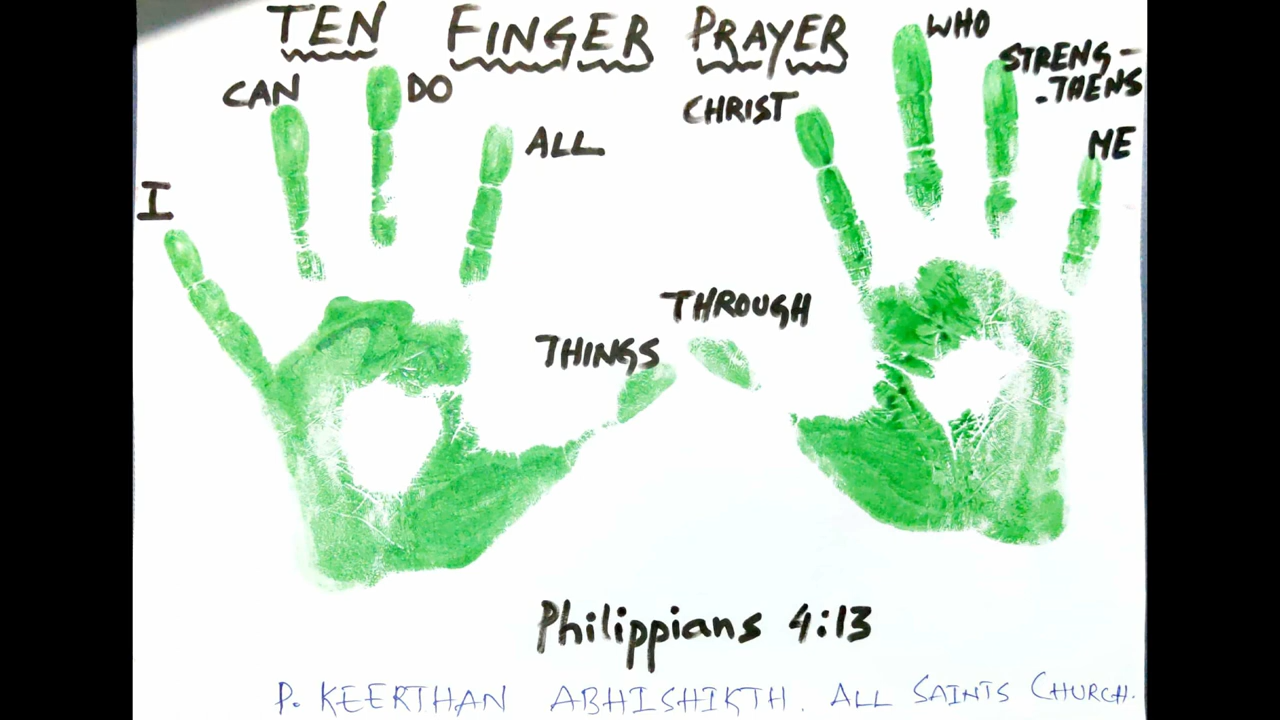 TEN FINGER PRAYER
I
CAN
DO
ALL
THINGS
THROUGH
CHRIST
WHO
STRENG-
-THENS
ME
Philippians 4:13
P. KEERTHAN ABHISHIKTH. ALL SAINTS CHURCH.